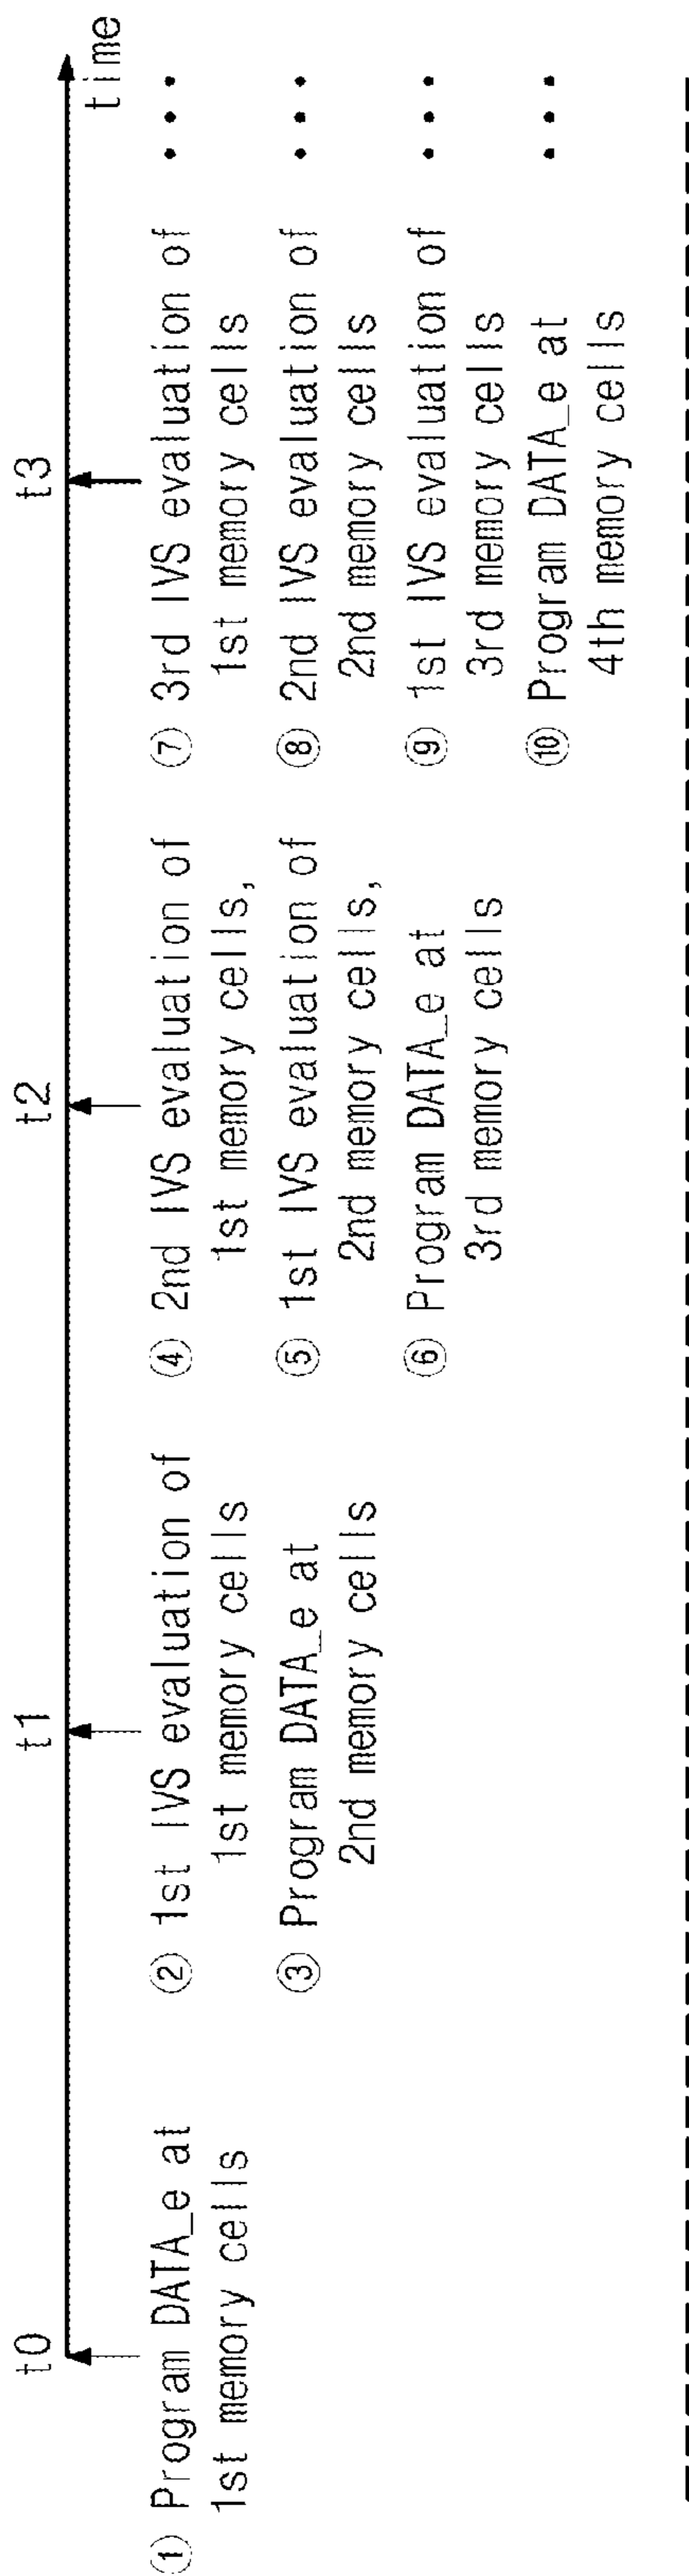 t0
t1
t2
t3
time
① Program DATA_e at
1st memory cells
② 1st IVS evaluation of
1st memory cells
③ Program DATA_e at
2nd memory cells
④ 2nd IVS evaluation of
1st memory cells,
⑤ 1st IVS evaluation of
2nd memory cells,
⑥ Program DATA_e at
3rd memory cells
⑦ 3rd IVS evaluation of
1st memory cells
⑧ 2nd IVS evaluation of
2nd memory cells
⑨ 1st IVS evaluation of
3rd memory cells
⑩ Program DATA_e at
4th memory cells